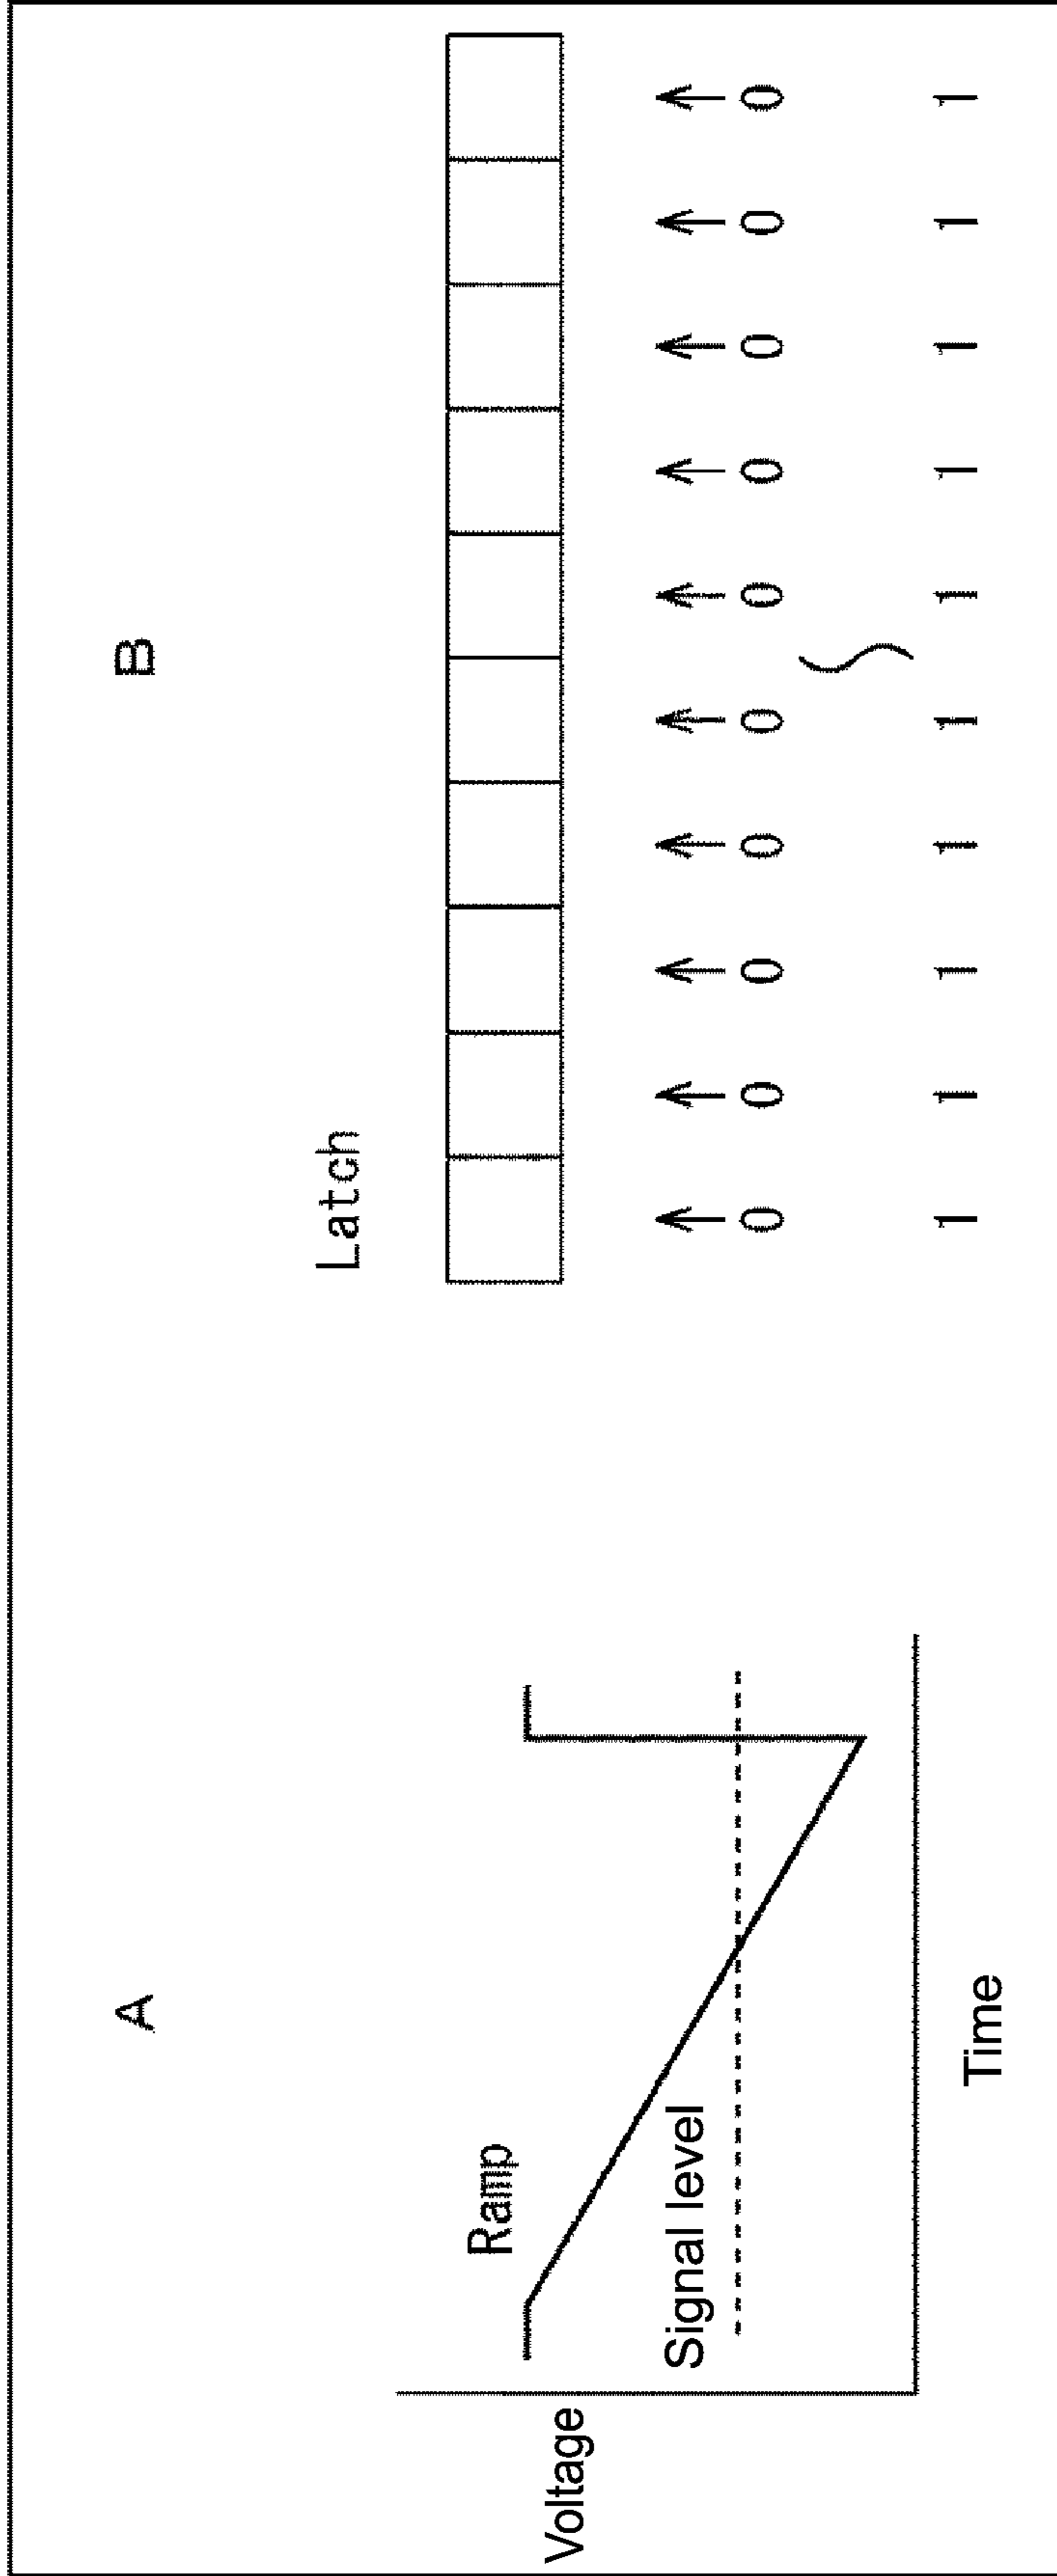 A
Voltage
Ramp
Signal level
Time
B
Latch
0 0 0 0 0 0 0 0 0 0
1 1 1 1 1 1 1 1 1 1